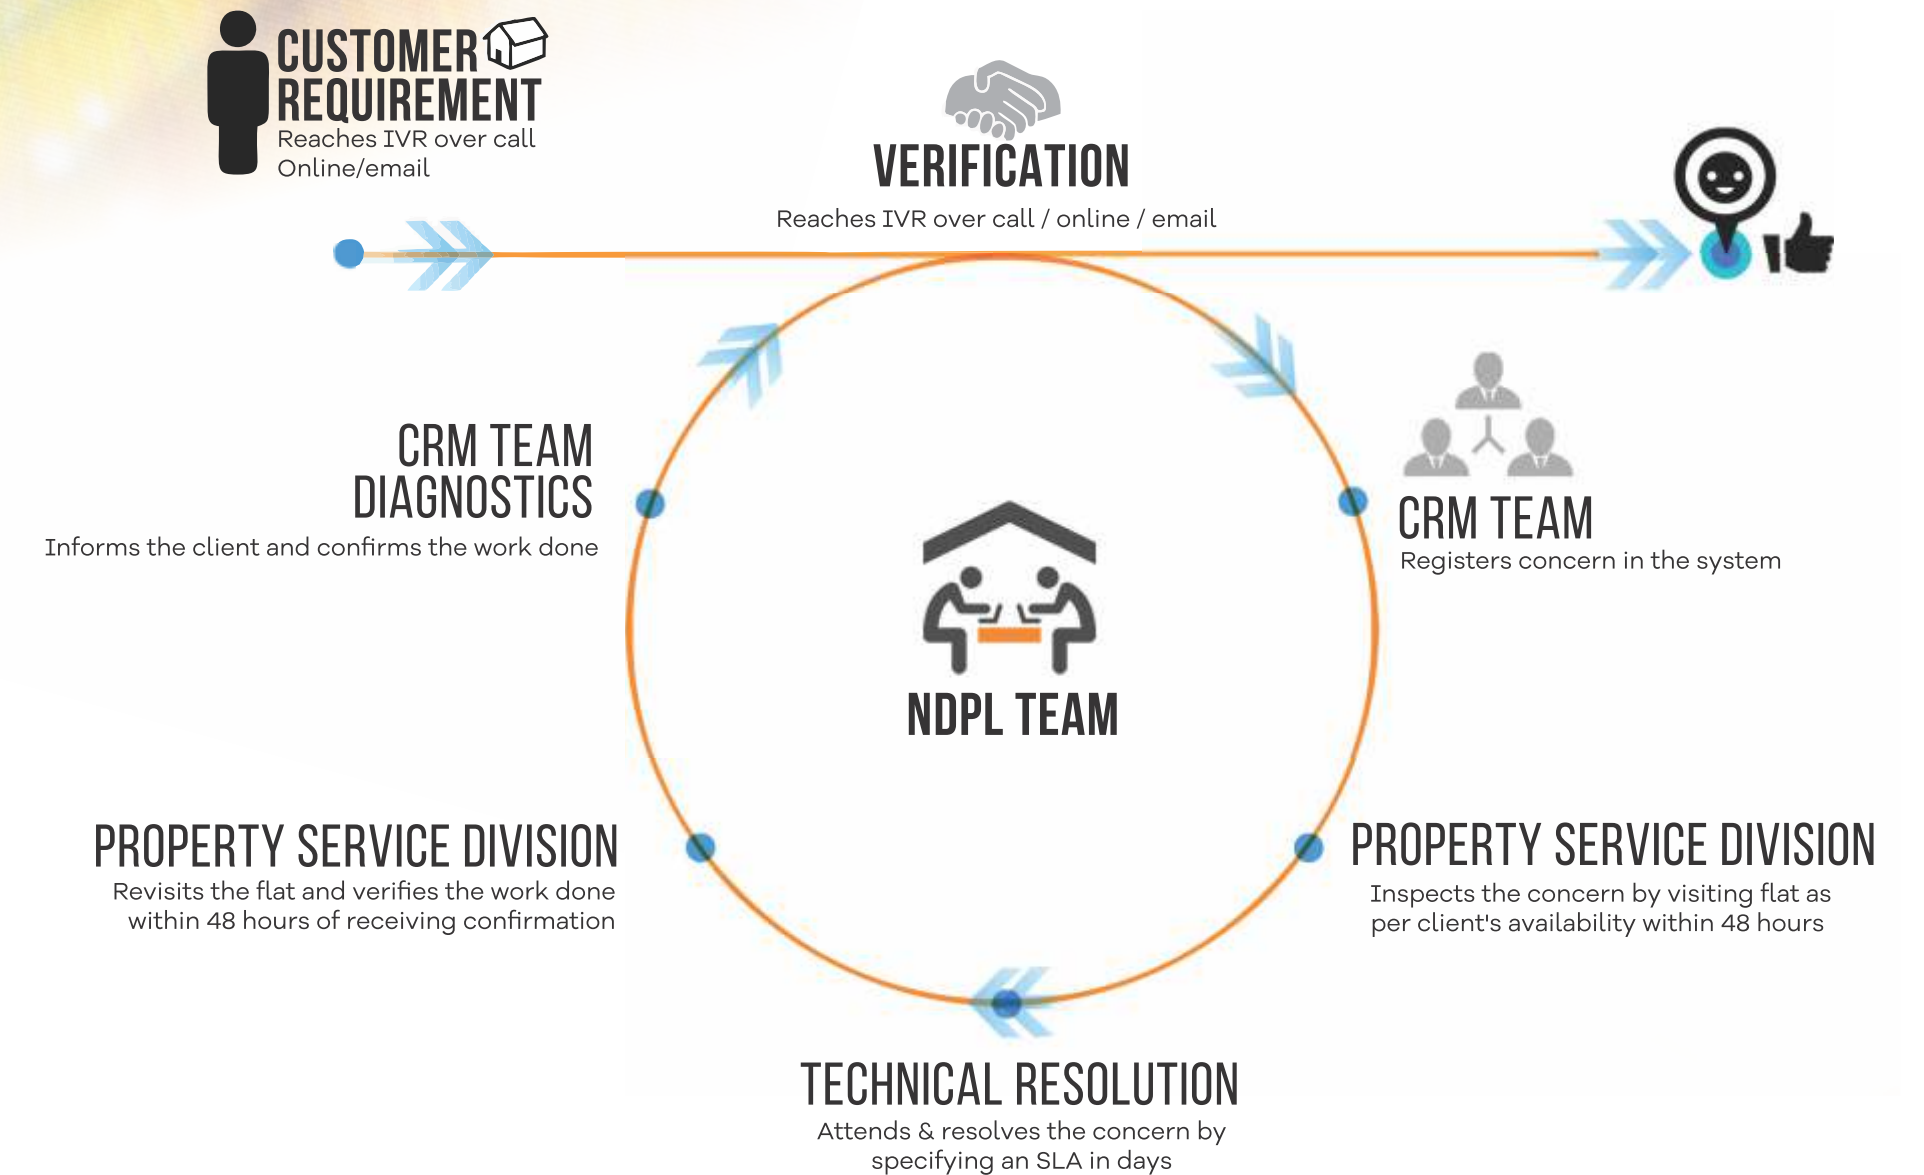 CUSTOMER
REQUIREMENT
Reaches IVR over call
Online/email
VERIFICATION
Reaches IVR over call / online / email
CRM TEAM
Registers concern in the system
PROPERTY SERVICE DIVISION
Inspects the concern by visiting flat as
per client's availability within 48 hours
TECHNICAL RESOLUTION
Attends & resolves the concern by
specifying an SLA in days
PROPERTY SERVICE DIVISION
Revisits the flat and verifies the work done
within 48 hours of receiving confirmation
CRM TEAM
DIAGNOSTICS
Informs the client and confirms the work done
NDPL TEAM